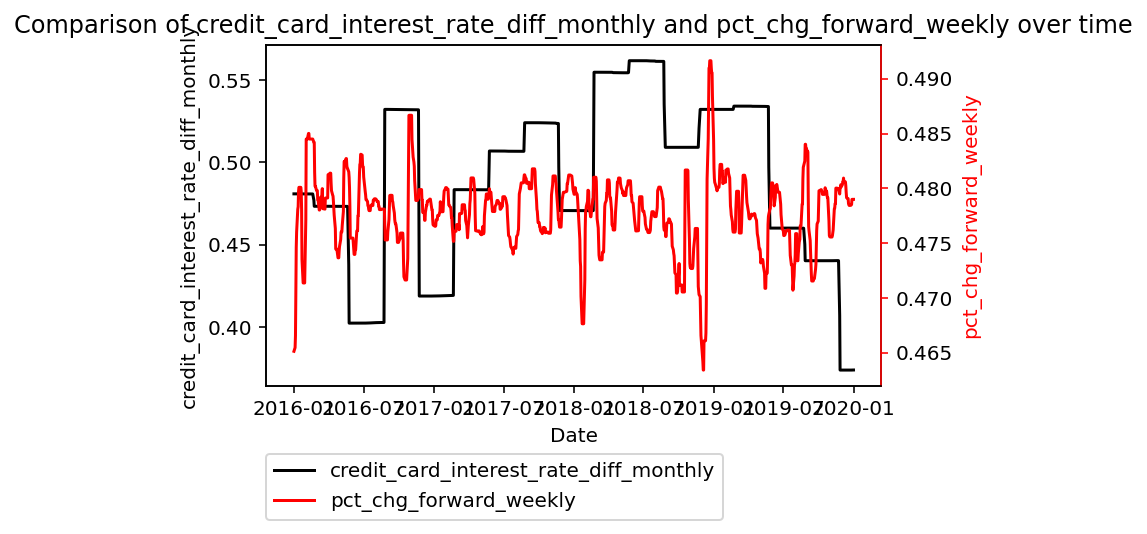 Comparison of credit_card_interest_rate_diff_monthly and pct_chg_forward_weekly over time
credit_card_interest_rate_diff_monthly
0.55
0.50
0.45
0.40
0.490
0.485
0.480
0.475
0.470
0.465
pct_chg_forward_weekly
2016-01 2016-07 2017-01 2017-07 2018-01 2018-07 2019-01 2019-07 2020-01
Date
credit_card_interest_rate_diff_monthly
pct_chg_forward_weekly